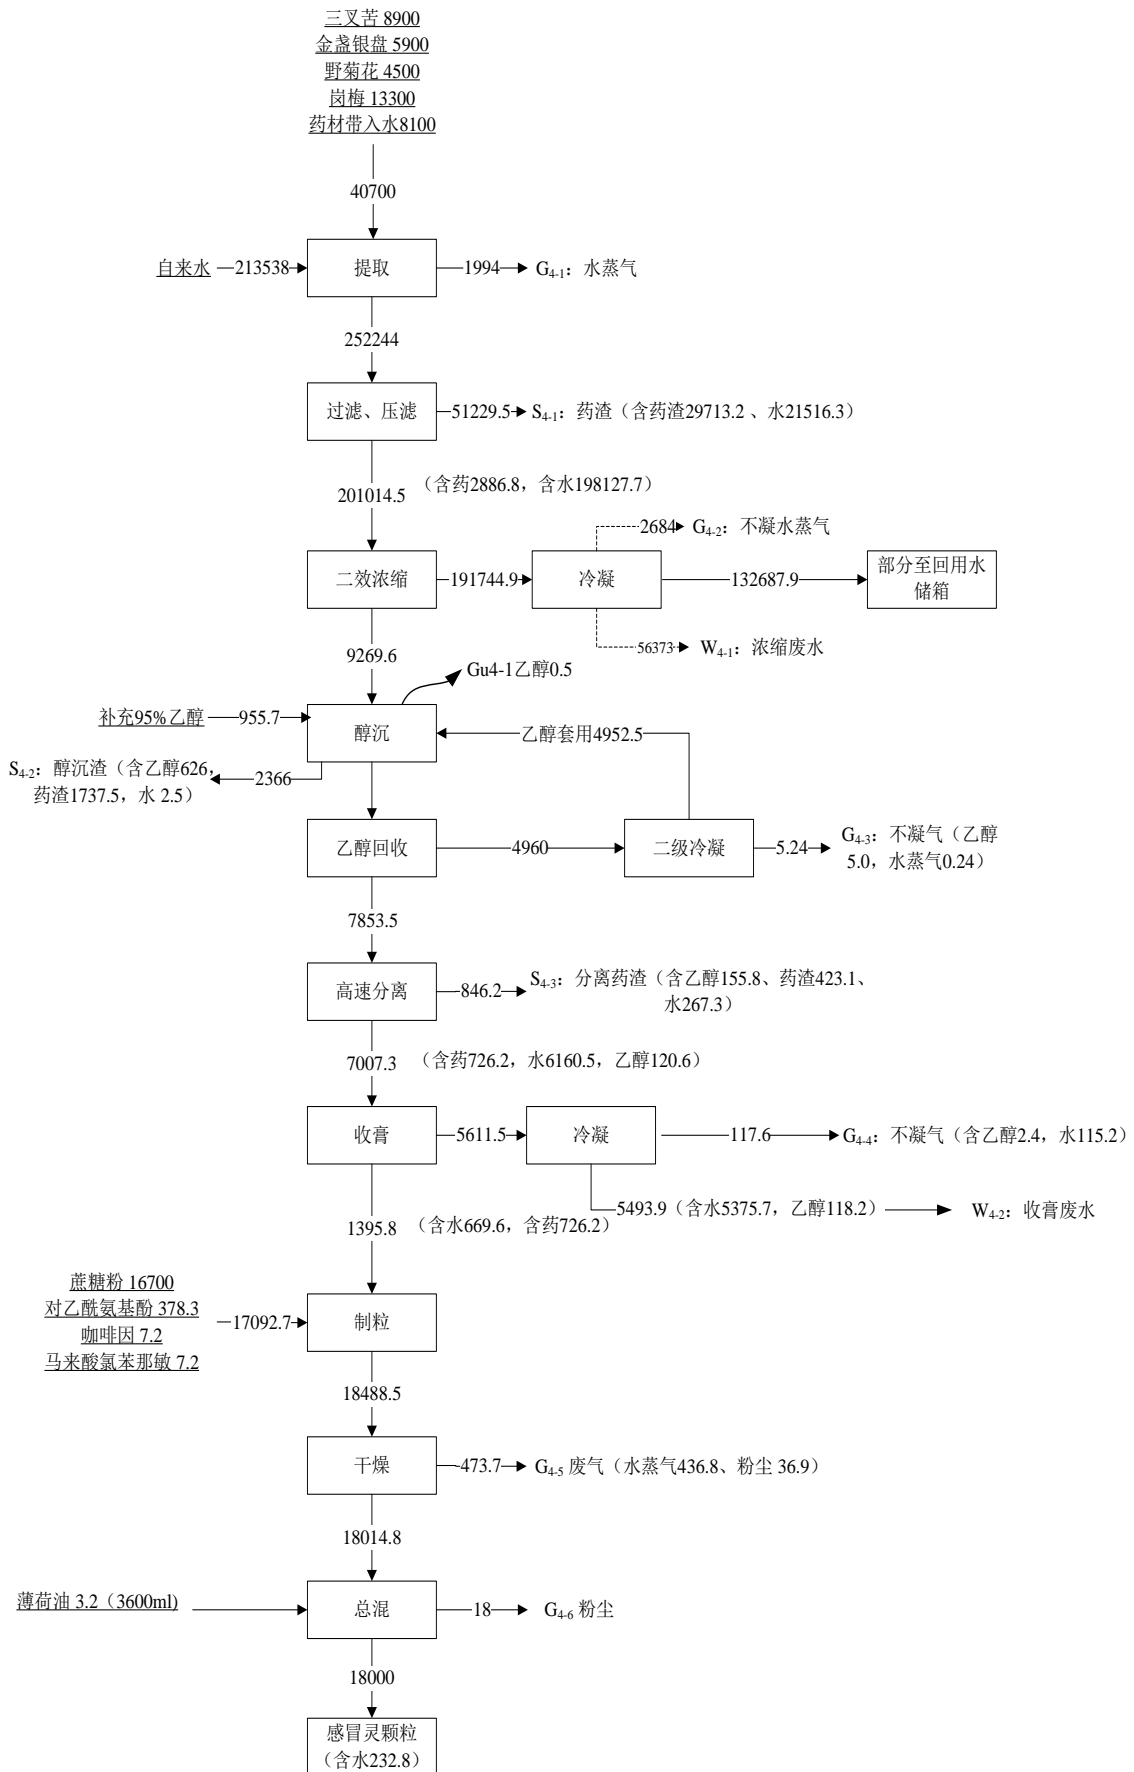 三叉苦 8900
金盏银盘 5900
野菊花 4500
岗梅 13300
药材带入水8100
40700
自来水
213538
提取
1994
G4-1：水蒸气
252244
过滤、压滤
51229.5
S4-1：药渣（含药渣29713.2 、水21516.3）
201014.5
（含药2886.8，含水198127.7）
2684
G4-2：不凝水蒸气
二效浓缩
191744.9
冷凝
132687.9
部分至回用水
储箱
56373
W4-1：浓缩废水
9269.6
Gu4-1乙醇0.5
补充95%乙醇
955.7
醇沉
乙醇套用4952.5
S4-2：醇沉渣（含乙醇626，
药渣1737.5，水 2.5）
2366
乙醇回收
4960
二级冷凝
5.24
G4-3：不凝气（乙醇
5.0，水蒸气0.24）
7853.5
高速分离
846.2
S4-3：分离药渣（含乙醇155.8、药渣423.1、
水267.3）
7007.3
（含药726.2，水6160.5，乙醇120.6）
收膏
5611.5
冷凝
117.6
G4-4：不凝气（含乙醇2.4，水115.2）
5493.9（含水5375.7，乙醇118.2）
W4-2：收膏废水
1395.8
（含水669.6，含药726.2）
蔗糖粉 16700
对乙酰氨基酚 378.3
咖啡因 7.2
马来酸氯苯那敏 7.2
17092.7
制粒
18488.5
干燥
473.7
G4-5 废气（水蒸气436.8、粉尘 36.9）
18014.8
薄荷油 3.2（3600ml)
总混
18
G4-6 粉尘
18000
感冒灵颗粒
（含水232.8）